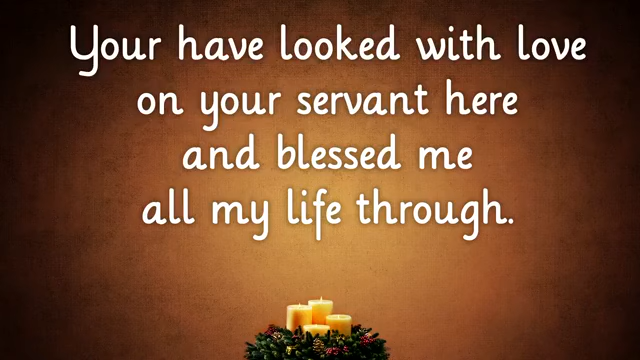 Your have looked with love
on your servant here
and blessed me
all my life through.